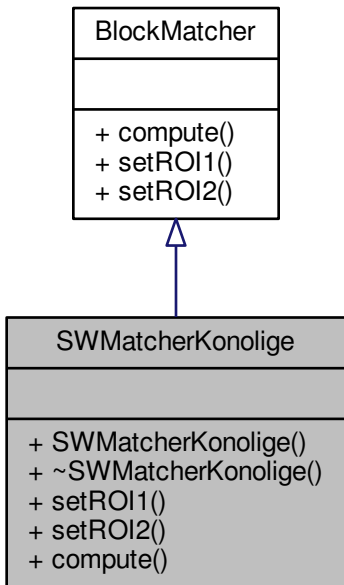 BlockMatcher
+ compute()
+ setROI1()
+ setROI2()
SWMatcherKonolige
+ SWMatcherKonolige()
+ ~SWMatcherKonolige()
+ setROI1()
+ setROI2()
+ compute()